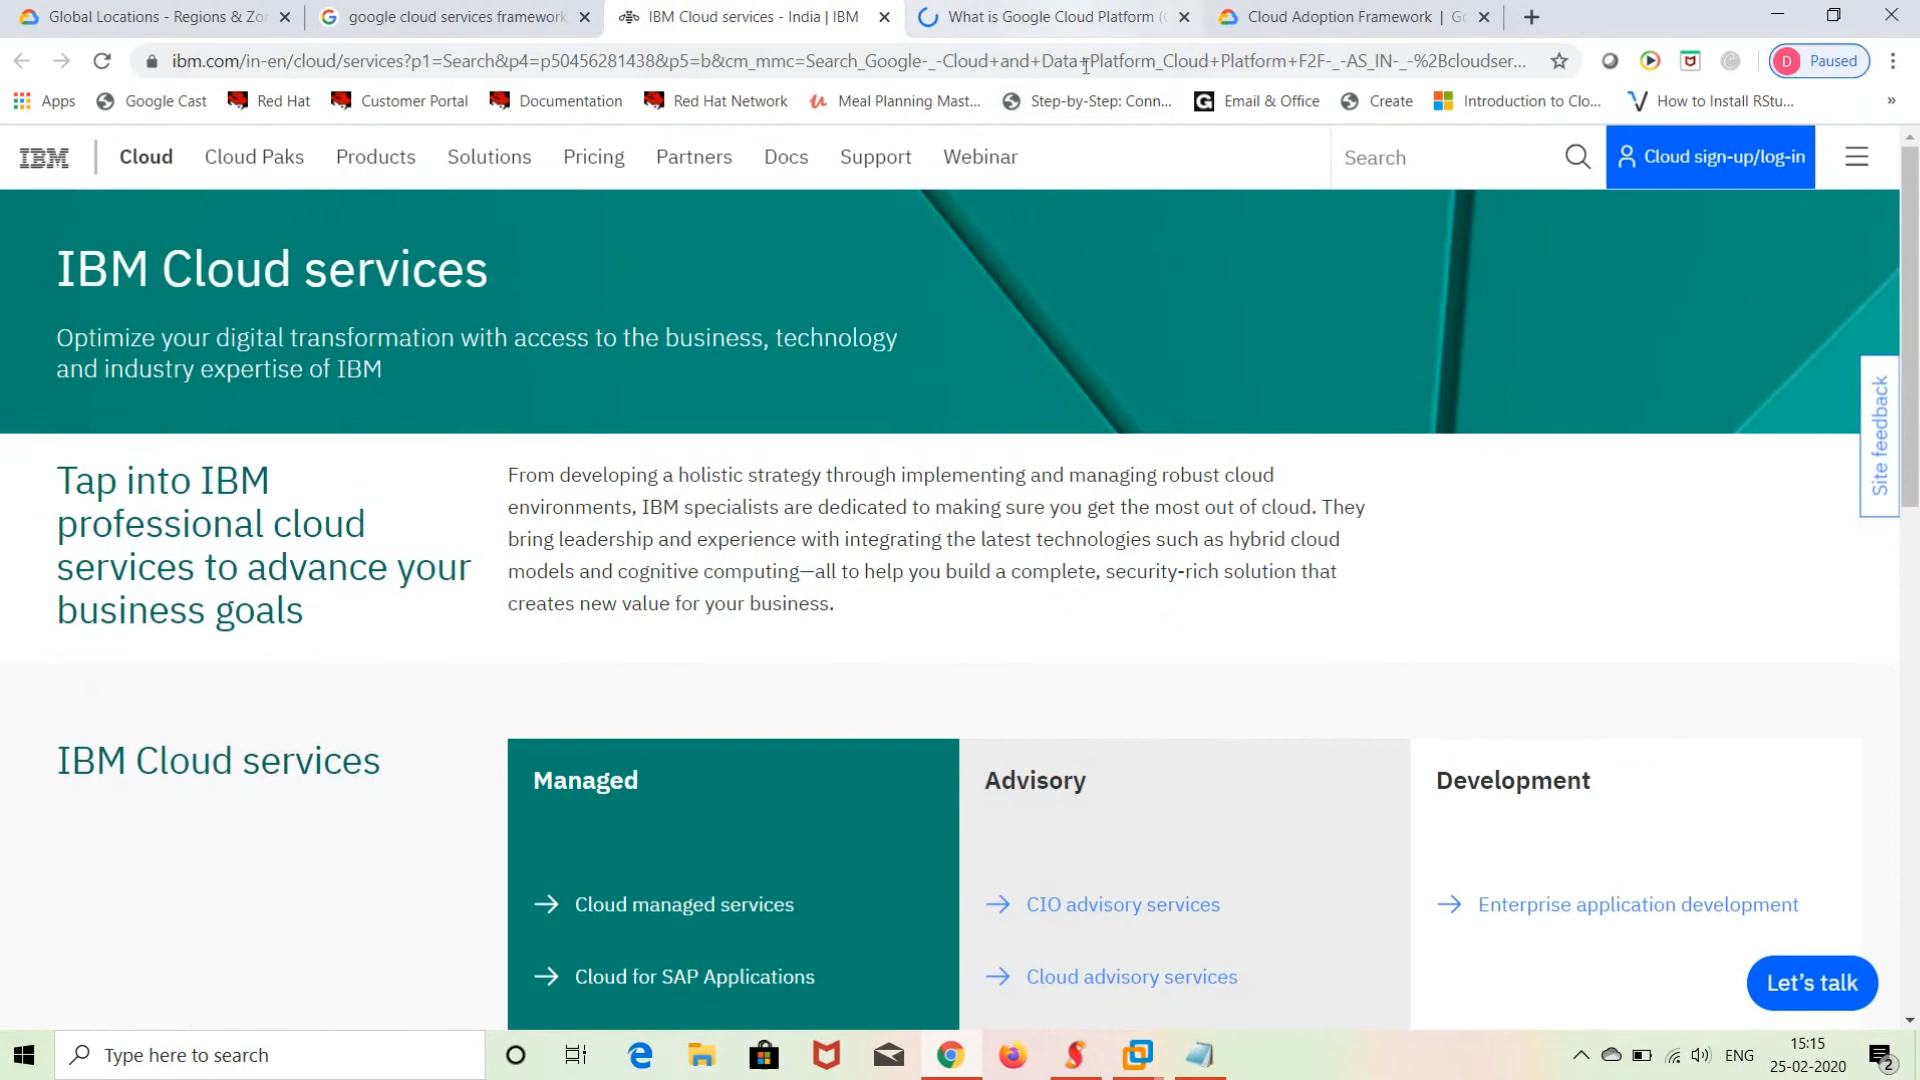 Global Locations - Regions & Zo
google cloud services framework
IBM Cloud services - India | IBM
What is Google Cloud Platform (
Cloud Adoption Framework | Go
ibm.com/in-en/cloud/services?p1=Search&p4=p50456281438&p5=b&cm_mmc=Search_Google-_-Cloud+and+Data+Platform_Cloud+Platform+F2F-_-AS_IN-_-%2Bcloudser...
D Paused
Apps
Google Cast
Red Hat
Customer Portal
Documentation
Red Hat Network
Meal Planning Mast...
Step-by-Step: Conn...
Email & Office
Create
Introduction to Clo...
How to Install RStu...
»
IBM
Cloud
Cloud Paks
Products
Solutions
Pricing
Partners
Docs
Support
Webinar
Search
Cloud sign-up/log-in
IBM Cloud services
Optimize your digital transformation with access to the business, technology
and industry expertise of IBM
Site feedback
Tap into IBM
professional cloud
services to advance your
business goals
From developing a holistic strategy through implementing and managing robust cloud
environments, IBM specialists are dedicated to making sure you get the most out of cloud. They
bring leadership and experience with integrating the latest technologies such as hybrid cloud
models and cognitive computing—all to help you build a complete, security-rich solution that
creates new value for your business.
IBM Cloud services
Managed
Cloud managed services
Cloud for SAP Applications
Advisory
CIO advisory services
Cloud advisory services
Development
Enterprise application development
Let's talk
Type here to search
ENG
15:15
25-02-2020
2